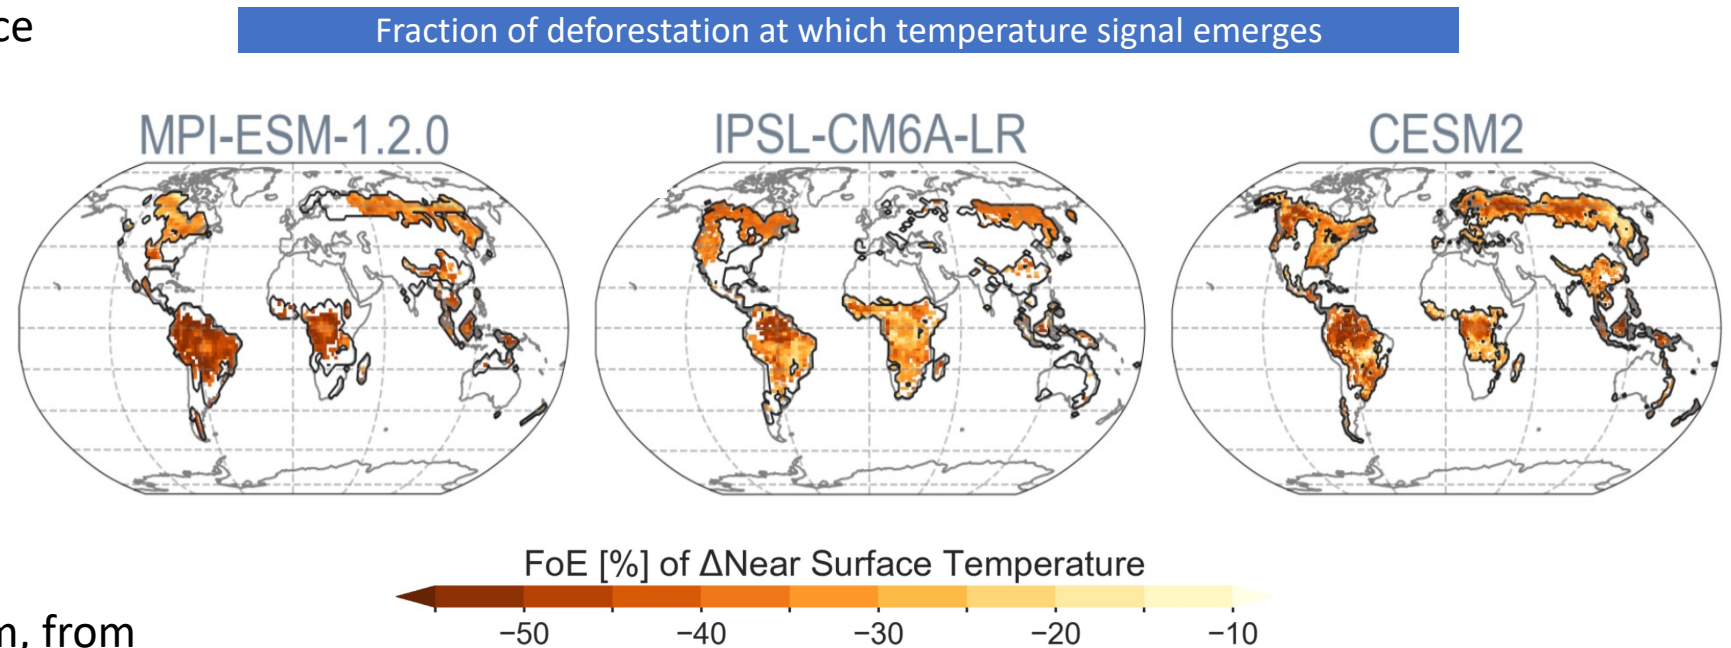 ce
Fraction of deforestation at which temperature signal emerges
MPI-ESM-1.2.0
IPSL-CM6A-LR
CESM2
FoE [%] of ΔNear Surface Temperature
−50 −40 −30 −20 −10
m, from